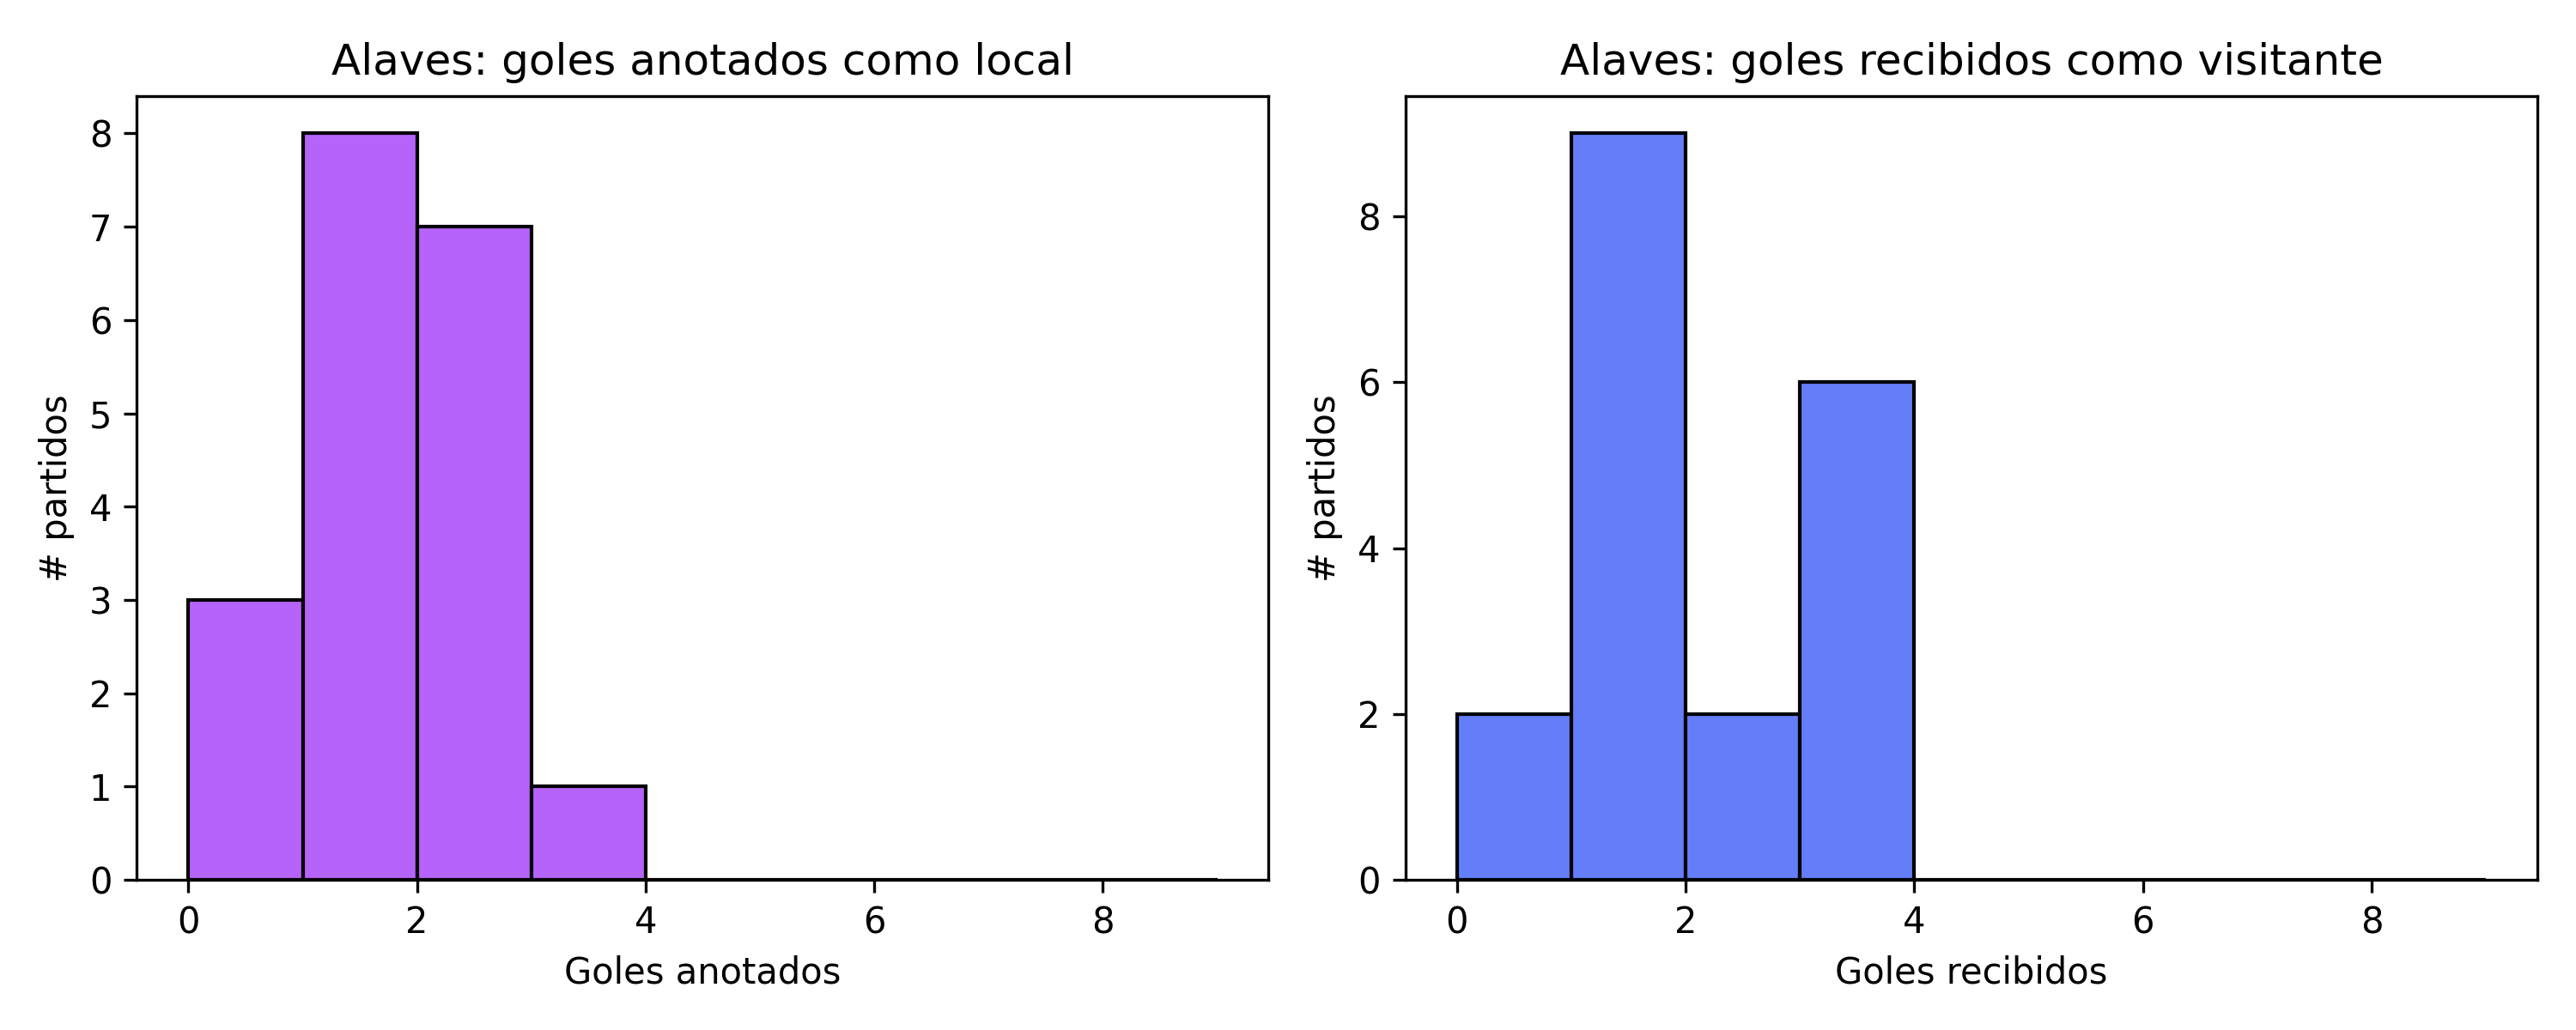 Alaves: goles anotados como local
8
7
6
5
4
3
2
1
0
# partidos
0 2 4 6 8
Goles anotados
Alaves: goles recibidos como visitante
8
6
4
2
0
# partidos
0 2 4 6 8
Goles recibidos